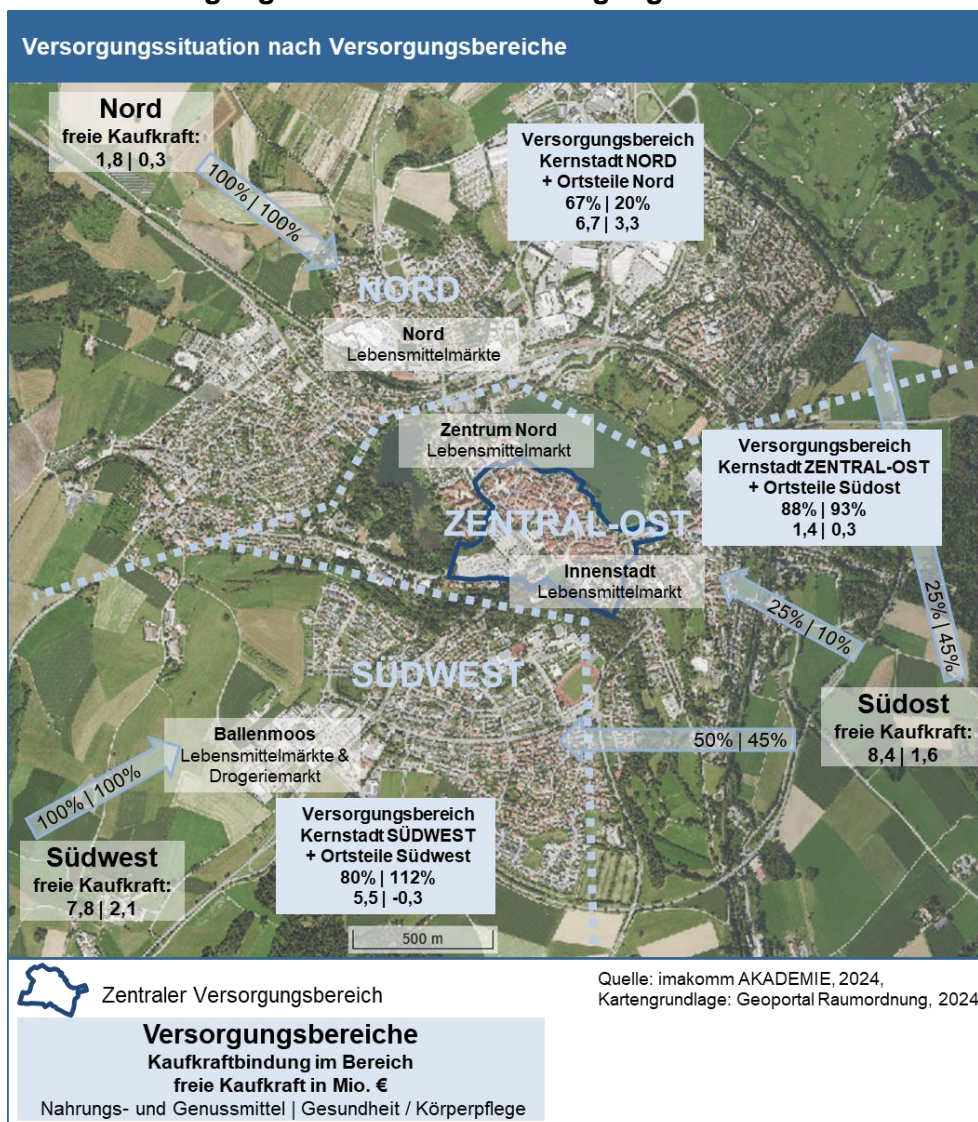 Versorgungssituation nach Versorgungsbereiche
Nord
freie Kaufkraft:
1,8 | 0,3
100% | 100%
Versorgungsbereich
Kernstadt NORD
+ Ortsteile Nord
67% | 20%
6,7 | 3,3
NORD
Nord
Lebensmittelmärkte
Zentrum Nord
Lebensmittelmarkt
Versorgungsbereich
Kernstadt ZENTRAL-OST
+ Ortsteile Südost
88% | 93%
1,4 | 0,3
ZENTRAL-OST
Innenstadt
Lebensmittelmarkt
25% | 10%
25% | 45%
SÜDWEST
Südost
freie Kaufkraft:
8,4 | 1,6
Ballenmoos
Lebensmittelmärkte &
Drogeriemarkt
50% | 45%
100% | 100%
Versorgungsbereich
Kernstadt SÜDWEST
+ Ortsteile Südwest
80% | 112%
5,5 | -0,3
Südwest
freie Kaufkraft:
7,8 | 2,1
500 m
Zentraler Versorgungsbereich
Quelle: imakomm AKADEMIE, 2024,
Kartengrundlage: Geoportal Raumordnung, 2024
Versorgungsbereiche
Kaufkraftbindung im Bereich
freie Kaufkraft in Mio. €
Nahrungs- und Genussmittel | Gesundheit / Körperpflege